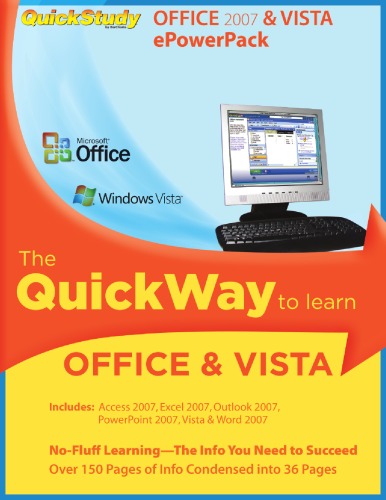 QuickStudy
OFFICE 2007 & VISTA
ePowerPack
Microsoft
Office
Windows Vista
The
QuickWay to learn
OFFICE & VISTA
Includes: Access 2007, Excel 2007, Outlook 2007,
PowerPoint 2007, Vista & Word 2007
No-Fluff Learning—The Info You Need to Succeed
Over 150 Pages of Info Condensed into 36 Pages